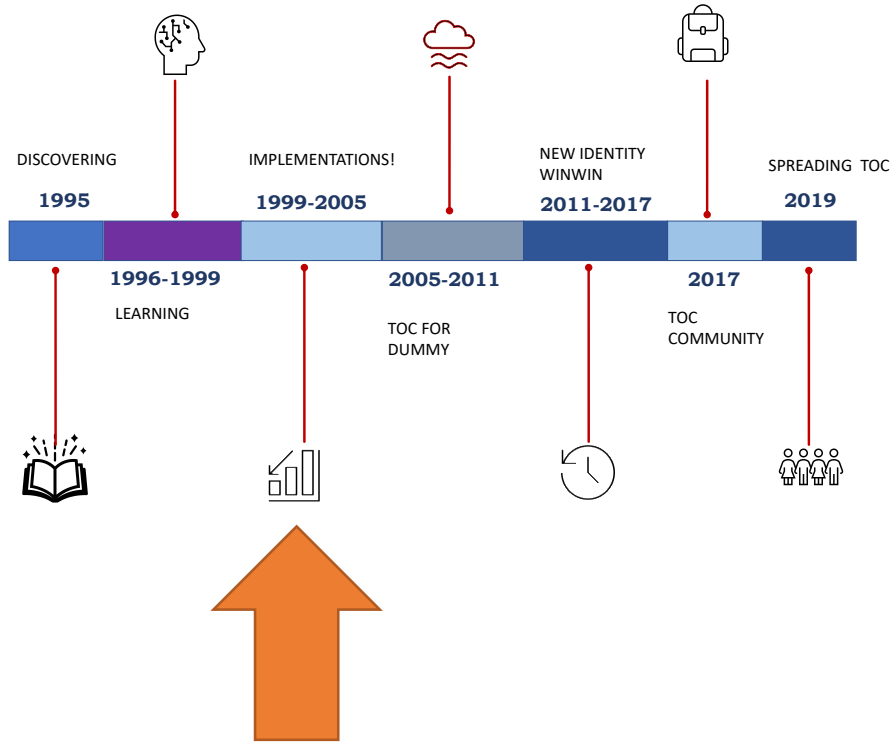 DISCOVERING
1995
1996-1999
LEARNING
IMPLEMENTATIONS!
1999-2005
2005-2011
TOC FOR
DUMMY
NEW IDENTITY
WINWIN
2011-2017
2017
TOC
COMMUNITY
SPREADING TOC
2019